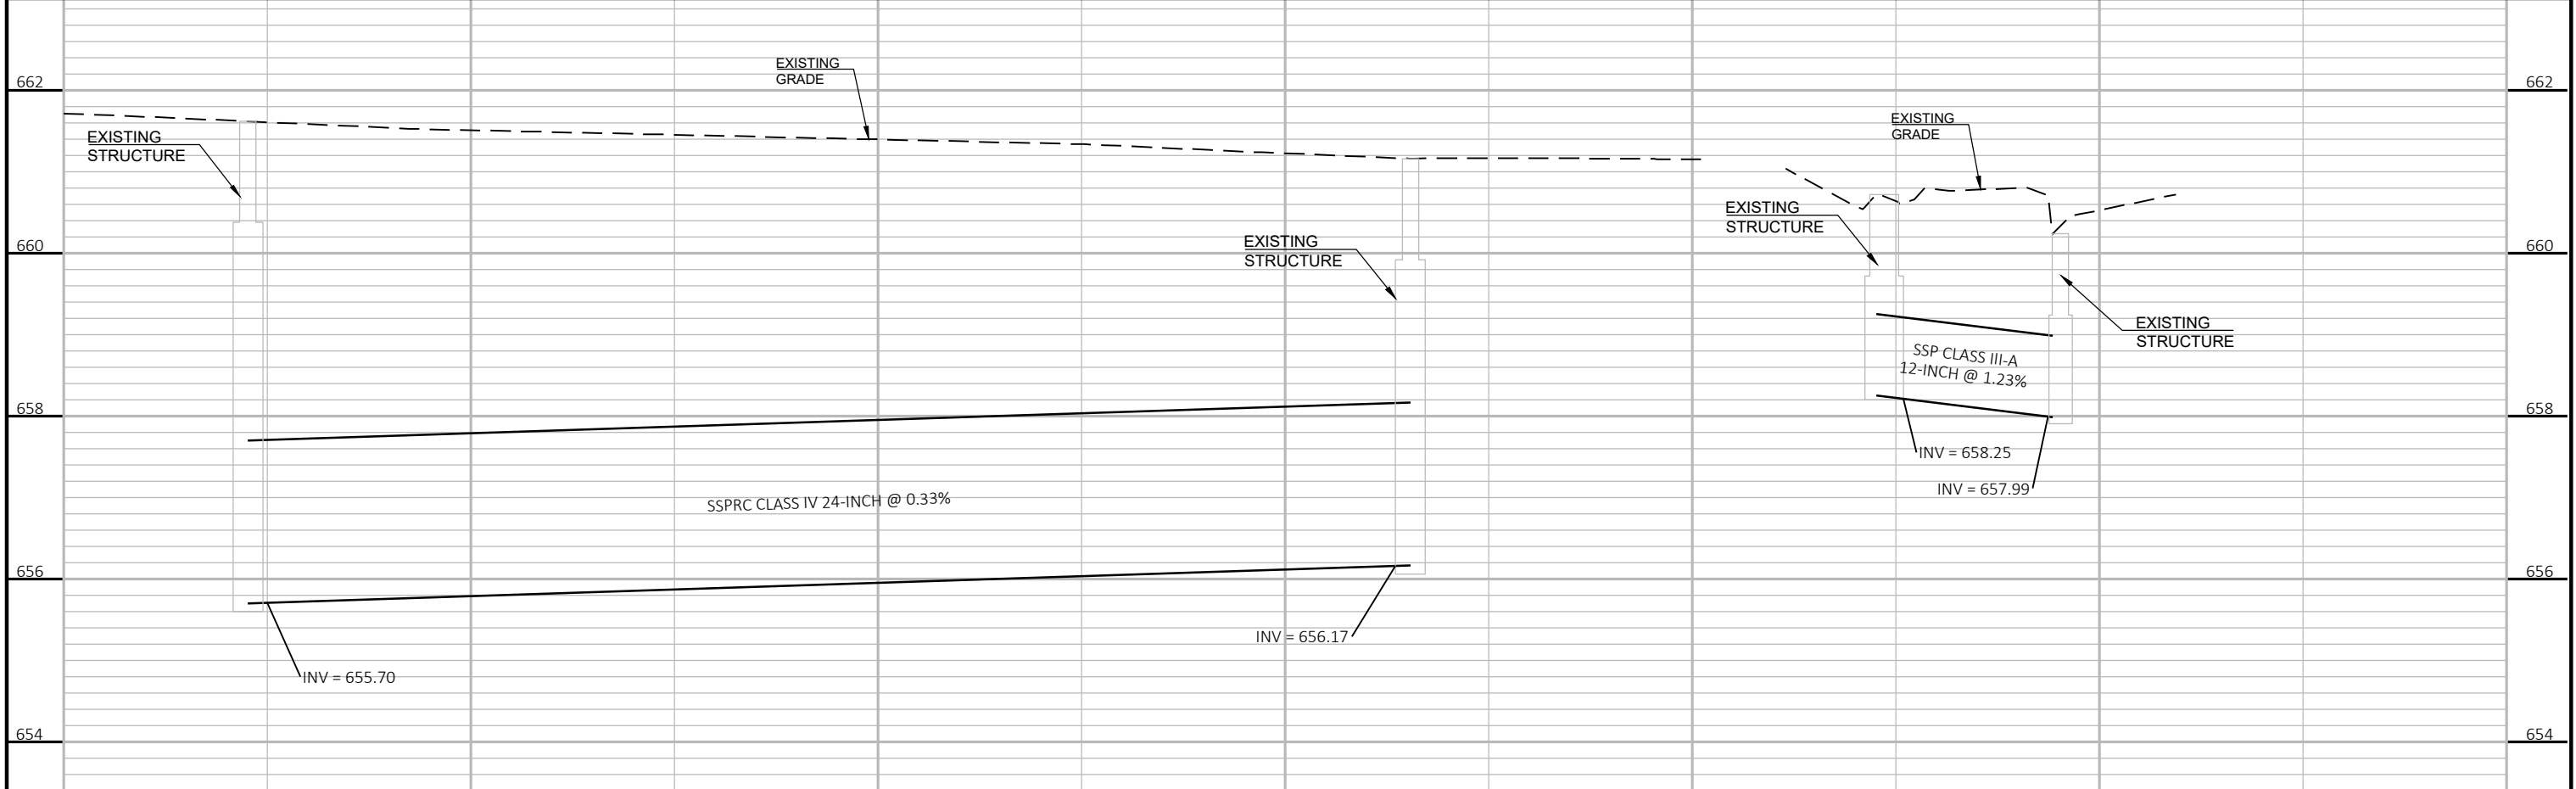 EXISTING
GRADE
662
662
EXISTING
GRADE
EXISTING
STRUCTURE
EXISTING
STRUCTURE
660
EXISTING
STRUCTURE
660
EXISTING
STRUCTURE
SSP CLASS III-A
12-INCH @ 1.23%
658
658
INV = 658.25
INV = 657.99
SSPRC CLASS IV 24-INCH @ 0.33%
656
656
INV = 656.17
INV = 655.70
654
654